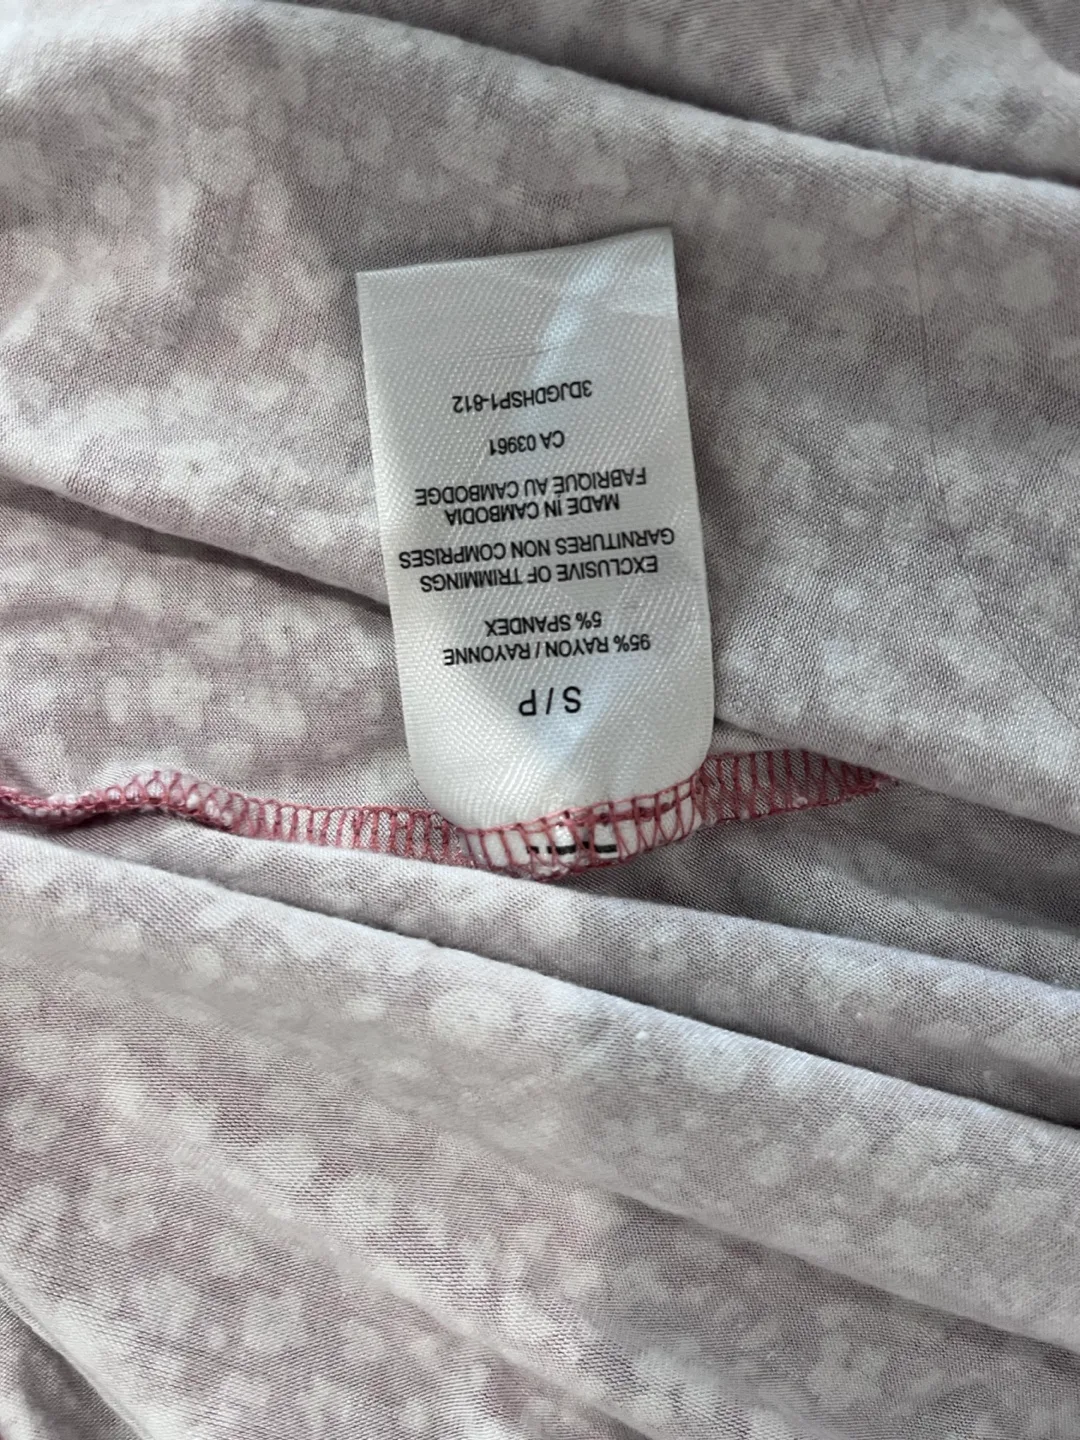 S / P
95% RAYON / RAYONNE
5% SPANDEX
EXCLUSIVE OF TRIMMINGS
GARNITURES NON COMPRISES
MADE IN CAMBODIA
FABRIQUÉ AU CAMBODGE
CA 03961
3DJGDHSP1-812